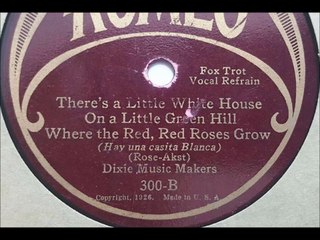 ROMEO
Fox Trot
Vocal Refrain
There's a Little White House
On a Little Green Hill
Where the Red, Red Roses Grow
(Hay una casita Blanca)
(Rose-Akst)
Dixie Music Makers
300-B
Copyright, 1926. Made in U. S. A